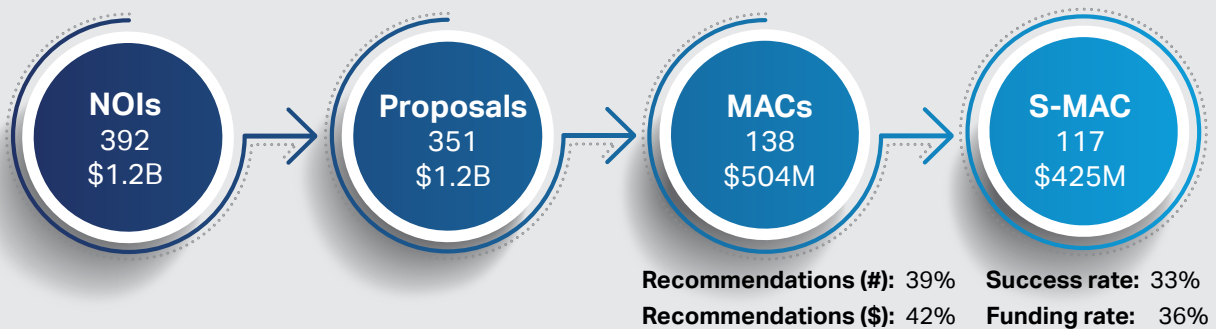 NOIs
392
$1.2B
Proposals
351
$1.2B
MACs
138
$504M
S-MAC
117
$425M
Recommendations (#): 39%
Recommendations ($): 42%
Success rate: 33%
Funding rate: 36%